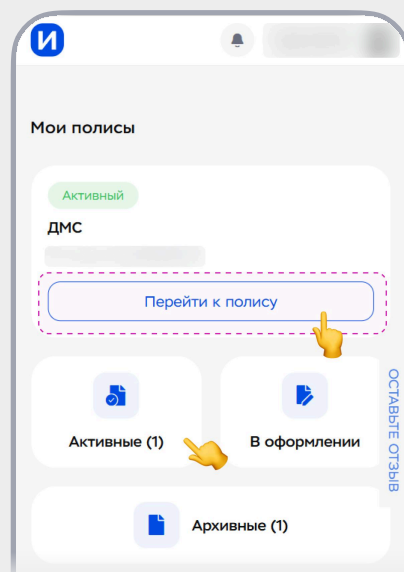 И
Мои полисы
Активный
ДМС
Перейти к полису
Активные (1)
В оформлении
ОСТАВЬТЕ ОТЗЫВ
Архивные (1)